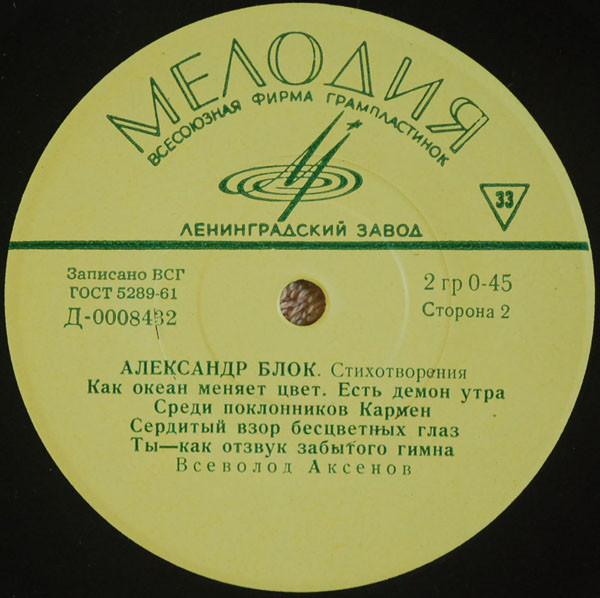 МЕЛОДИЯ
ВСЕСОЮЗНАЯ ФИРМА ГРАМПЛАСТИНОК
33
ЛЕНИНГРАДСКИЙ ЗАВОД
Записано ВСГ
ГОСТ 5289-61
Д-0008482
2 гр 0-45
Сторона 2
АЛЕКСАНДР БЛОК. Стихотворения
Как океан меняет цвет. Есть демон утра
Среди поклонников Кармен
Сердитый взор бесцветных глаз
Ты—как отзвук забытого гимна
Всеволод Аксенов